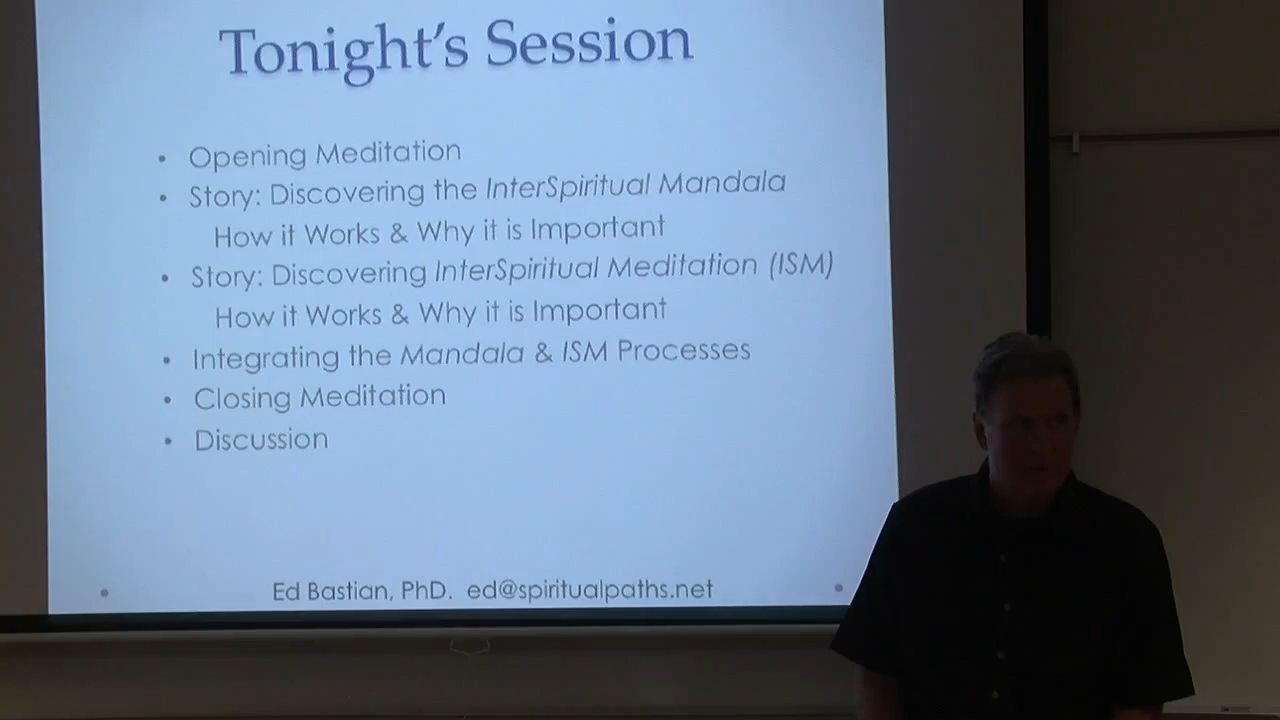 Tonight's Session
• Opening Meditation
• Story: Discovering the InterSpiritual Mandala
How it Works & Why it is Important
• Story: Discovering InterSpiritual Meditation (ISM)
How it Works & Why it is Important
• Integrating the Mandala & ISM Processes
• Closing Meditation
• Discussion
Ed Bastian, PhD. ed@spiritualpaths.net